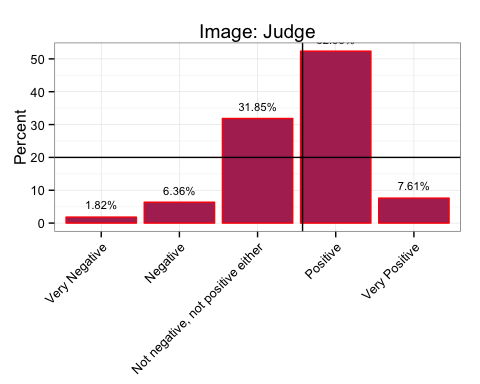 Image: Judge
Percent
50
40
30
20
10
0
1.82%
6.36%
31.85%
7.61%
Very Negative
Negative
Not negative, not positive either
Positive
Very Positive